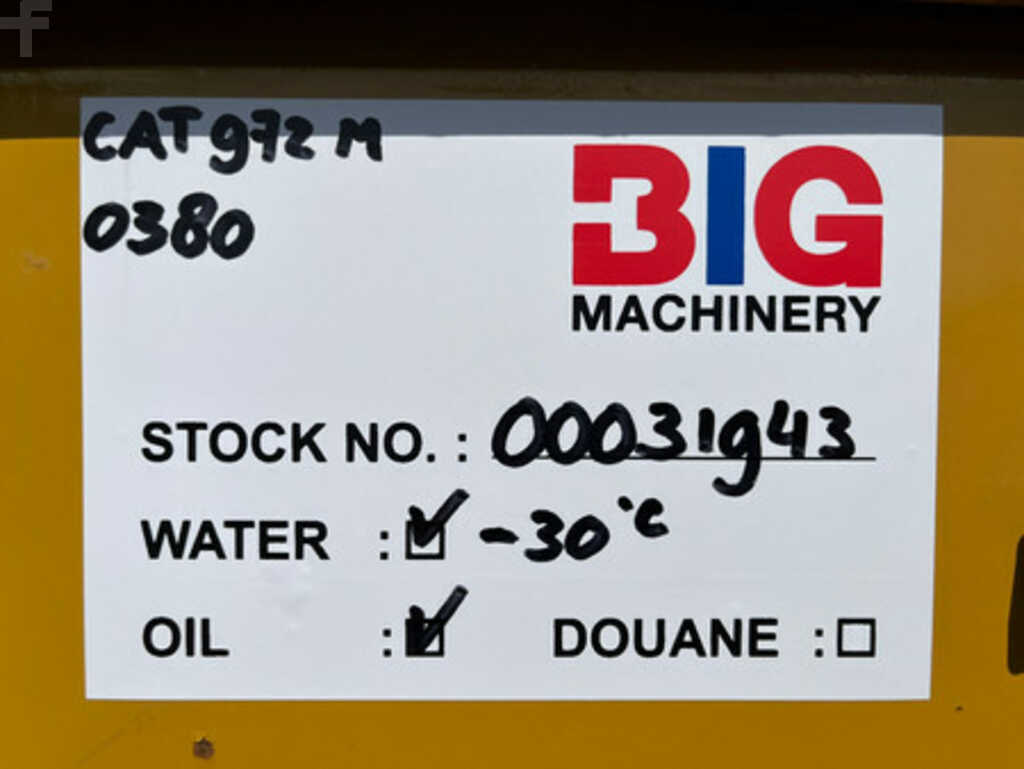 CAT 972 M
0380
BIG
MACHINERY
STOCK NO. : 00031943
WATER : ☑ -30°C
OIL : ☑ DOUANE : ☐